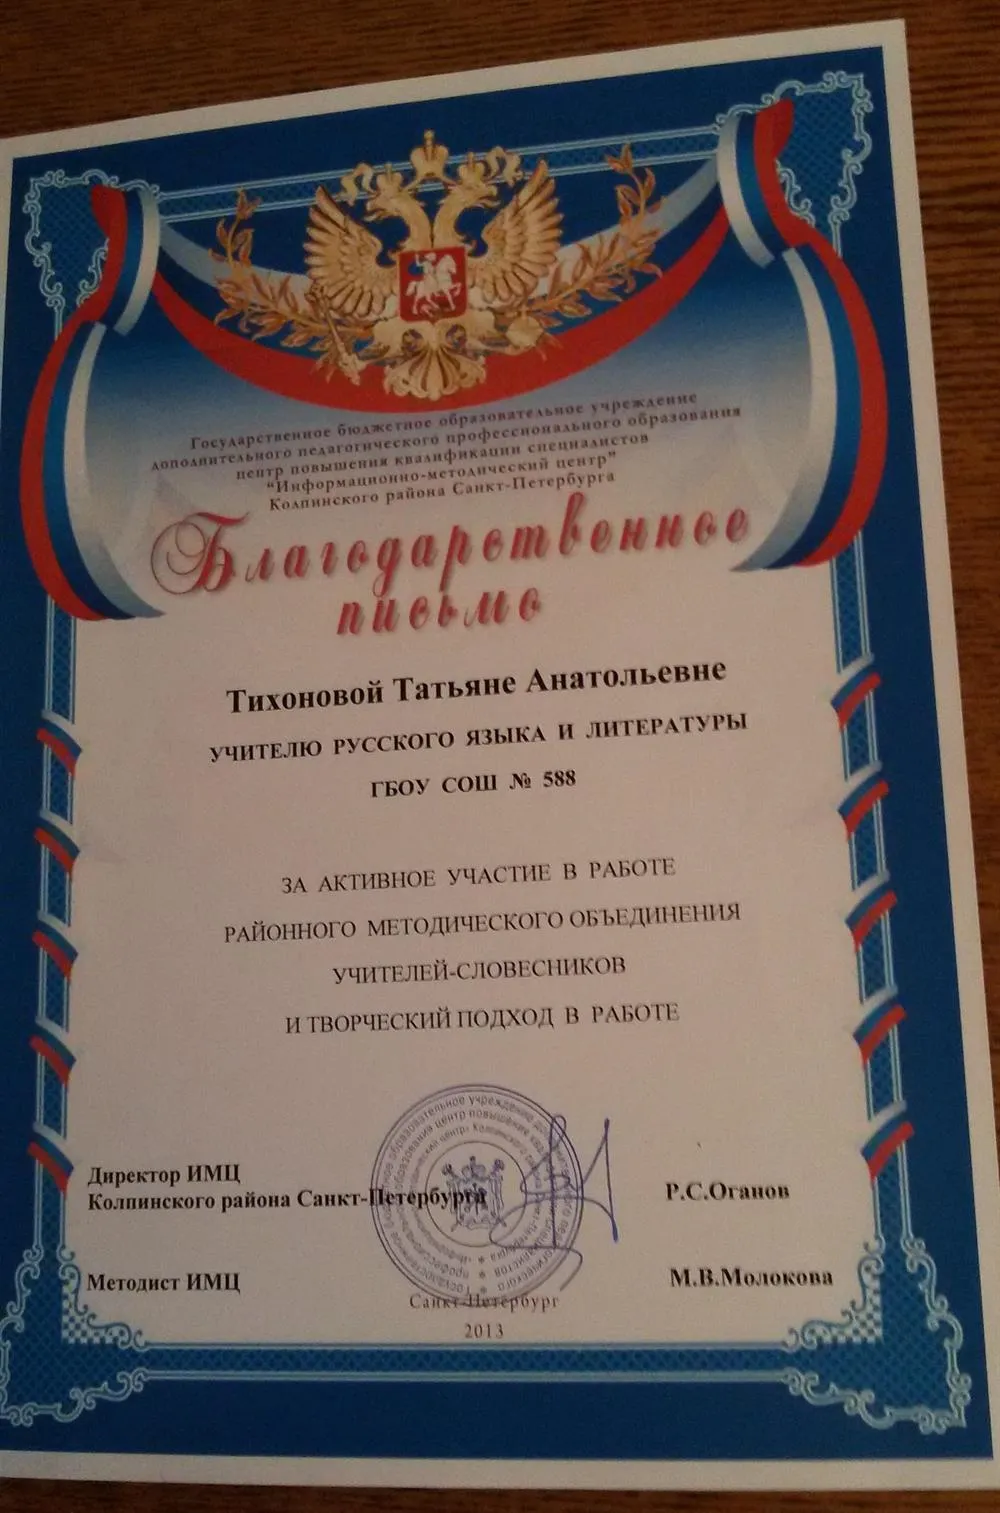 Государственное бюджетное образовательное учреждение
дополнительного педагогического профессионального образования
центр повышения квалификации специалистов
"Информационно-методический центр"
Колпинского района Санкт-Петербурга
Благодарственное
письмо
Тихоновой Татьяне Анатольевне
УЧИТЕЛЮ РУССКОГО ЯЗЫКА И ЛИТЕРАТУРЫ
ГБОУ СОШ № 588
ЗА АКТИВНОЕ УЧАСТИЕ В РАБОТЕ
РАЙОННОГО МЕТОДИЧЕСКОГО ОБЪЕДИНЕНИЯ
УЧИТЕЛЕЙ-СЛОВЕСНИКОВ
И ТВОРЧЕСКИЙ ПОДХОД В РАБОТЕ
Директор ИМЦ
Колпинского района Санкт-Петербурга
Р.С.Оганов
Методист ИМЦ
М.В.Молокова
Санкт-Петербург
2013